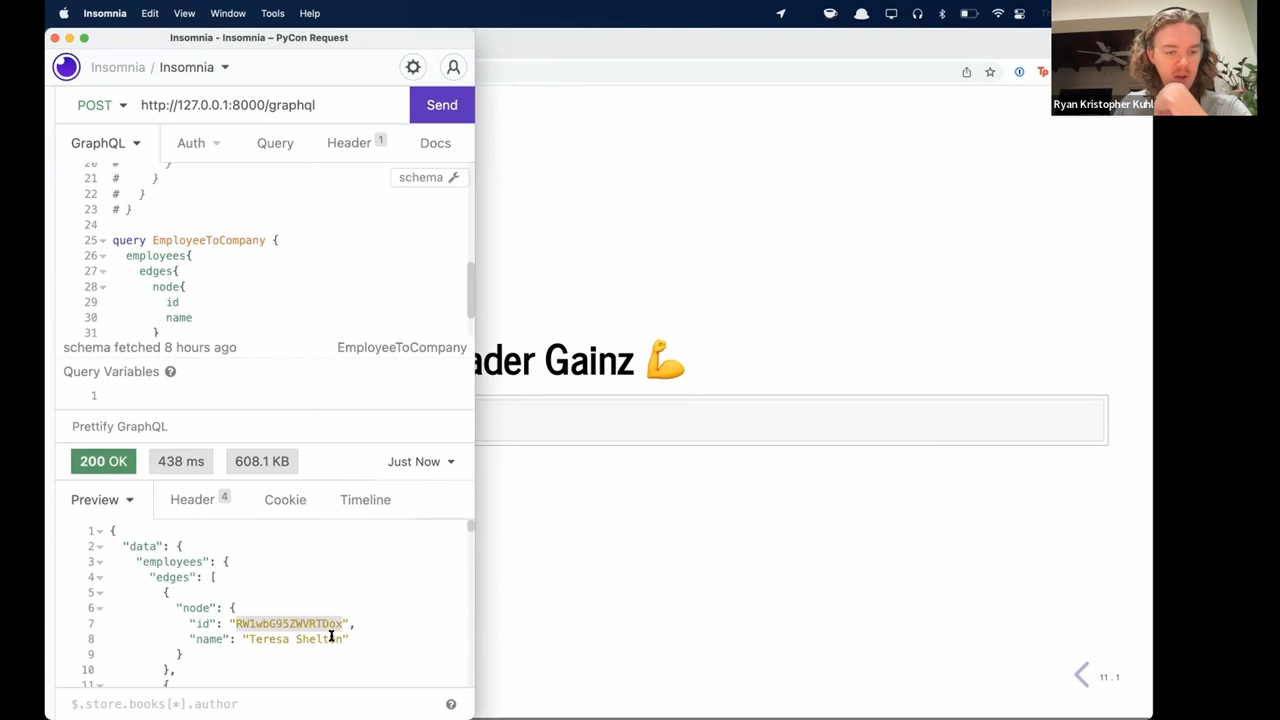 Insomnia Edit View Window Tools Help
Insomnia - Insomnia – PyCon Request
Insomnia / Insomnia
POST http://127.0.0.1:8000/graphql Send
GraphQL Auth Query Header 1 Docs
schema
20 # }
21 # }
22 # }
23 # }
24
25 query EmployeeToCompany {
26 employees{
27 edges{
28 node{
29 id
30 name
31 }
schema fetched 8 hours ago EmployeeToCompany
Query Variables ?
1
Prettify GraphQL
200 OK 438 ms 608.1 KB Just Now
Preview Header 4 Cookie Timeline
1 {
2 "data": {
3 "employees": {
4 "edges": [
5 {
6 "node": {
7 "id": "RW1wbG95ZWVRTDox",
8 "name": "Teresa Shelton"
9 }
10 },
11 {
$.store.books[*].author ?
ader Gainz 💪
11.1
Tp
Ryan Kristopher Kuhl